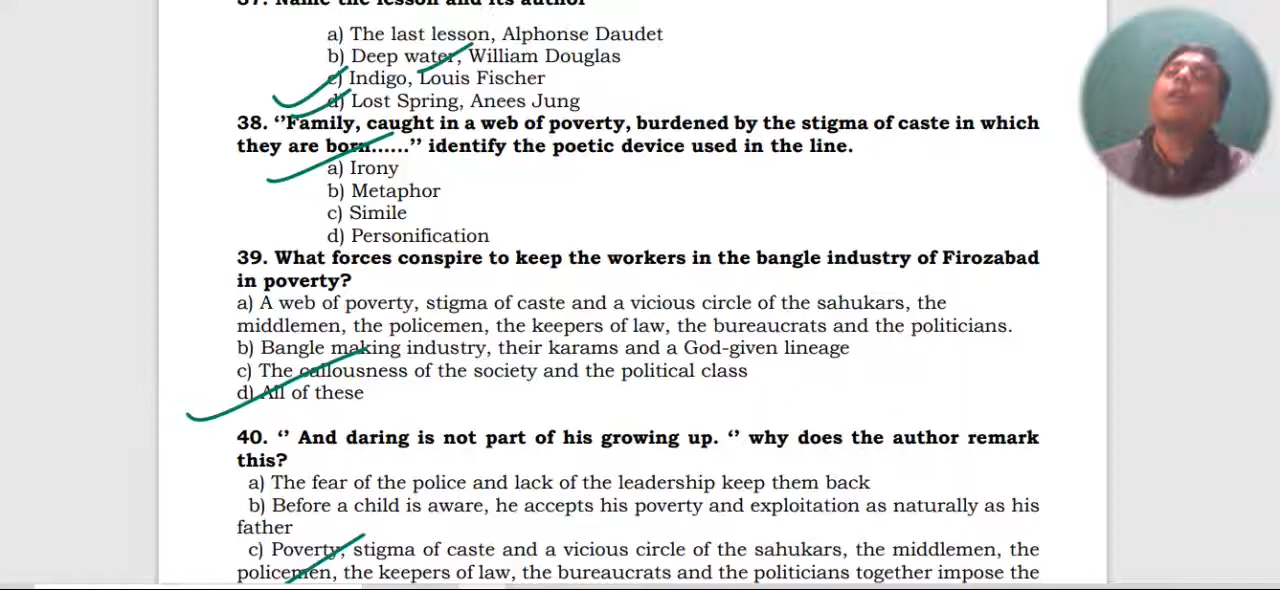 37. Name the lesson and its author
a) The last lesson, Alphonse Daudet
b) Deep water, William Douglas
c) Indigo, Louis Fischer
d) Lost Spring, Anees Jung
38. ‘’Family, caught in a web of poverty, burdened by the stigma of caste in which
they are born......’’ identify the poetic device used in the line.
a) Irony
b) Metaphor
c) Simile
d) Personification
39. What forces conspire to keep the workers in the bangle industry of Firozabad
in poverty?
a) A web of poverty, stigma of caste and a vicious circle of the sahukars, the
middlemen, the policemen, the keepers of law, the bureaucrats and the politicians.
b) Bangle making industry, their karams and a God-given lineage
c) The callousness of the society and the political class
d) All of these
40. ‘’ And daring is not part of his growing up. ‘’ why does the author remark
this?
a) The fear of the police and lack of the leadership keep them back
b) Before a child is aware, he accepts his poverty and exploitation as naturally as his
father
c) Poverty, stigma of caste and a vicious circle of the sahukars, the middlemen, the
policemen, the keepers of law, the bureaucrats and the politicians together impose the